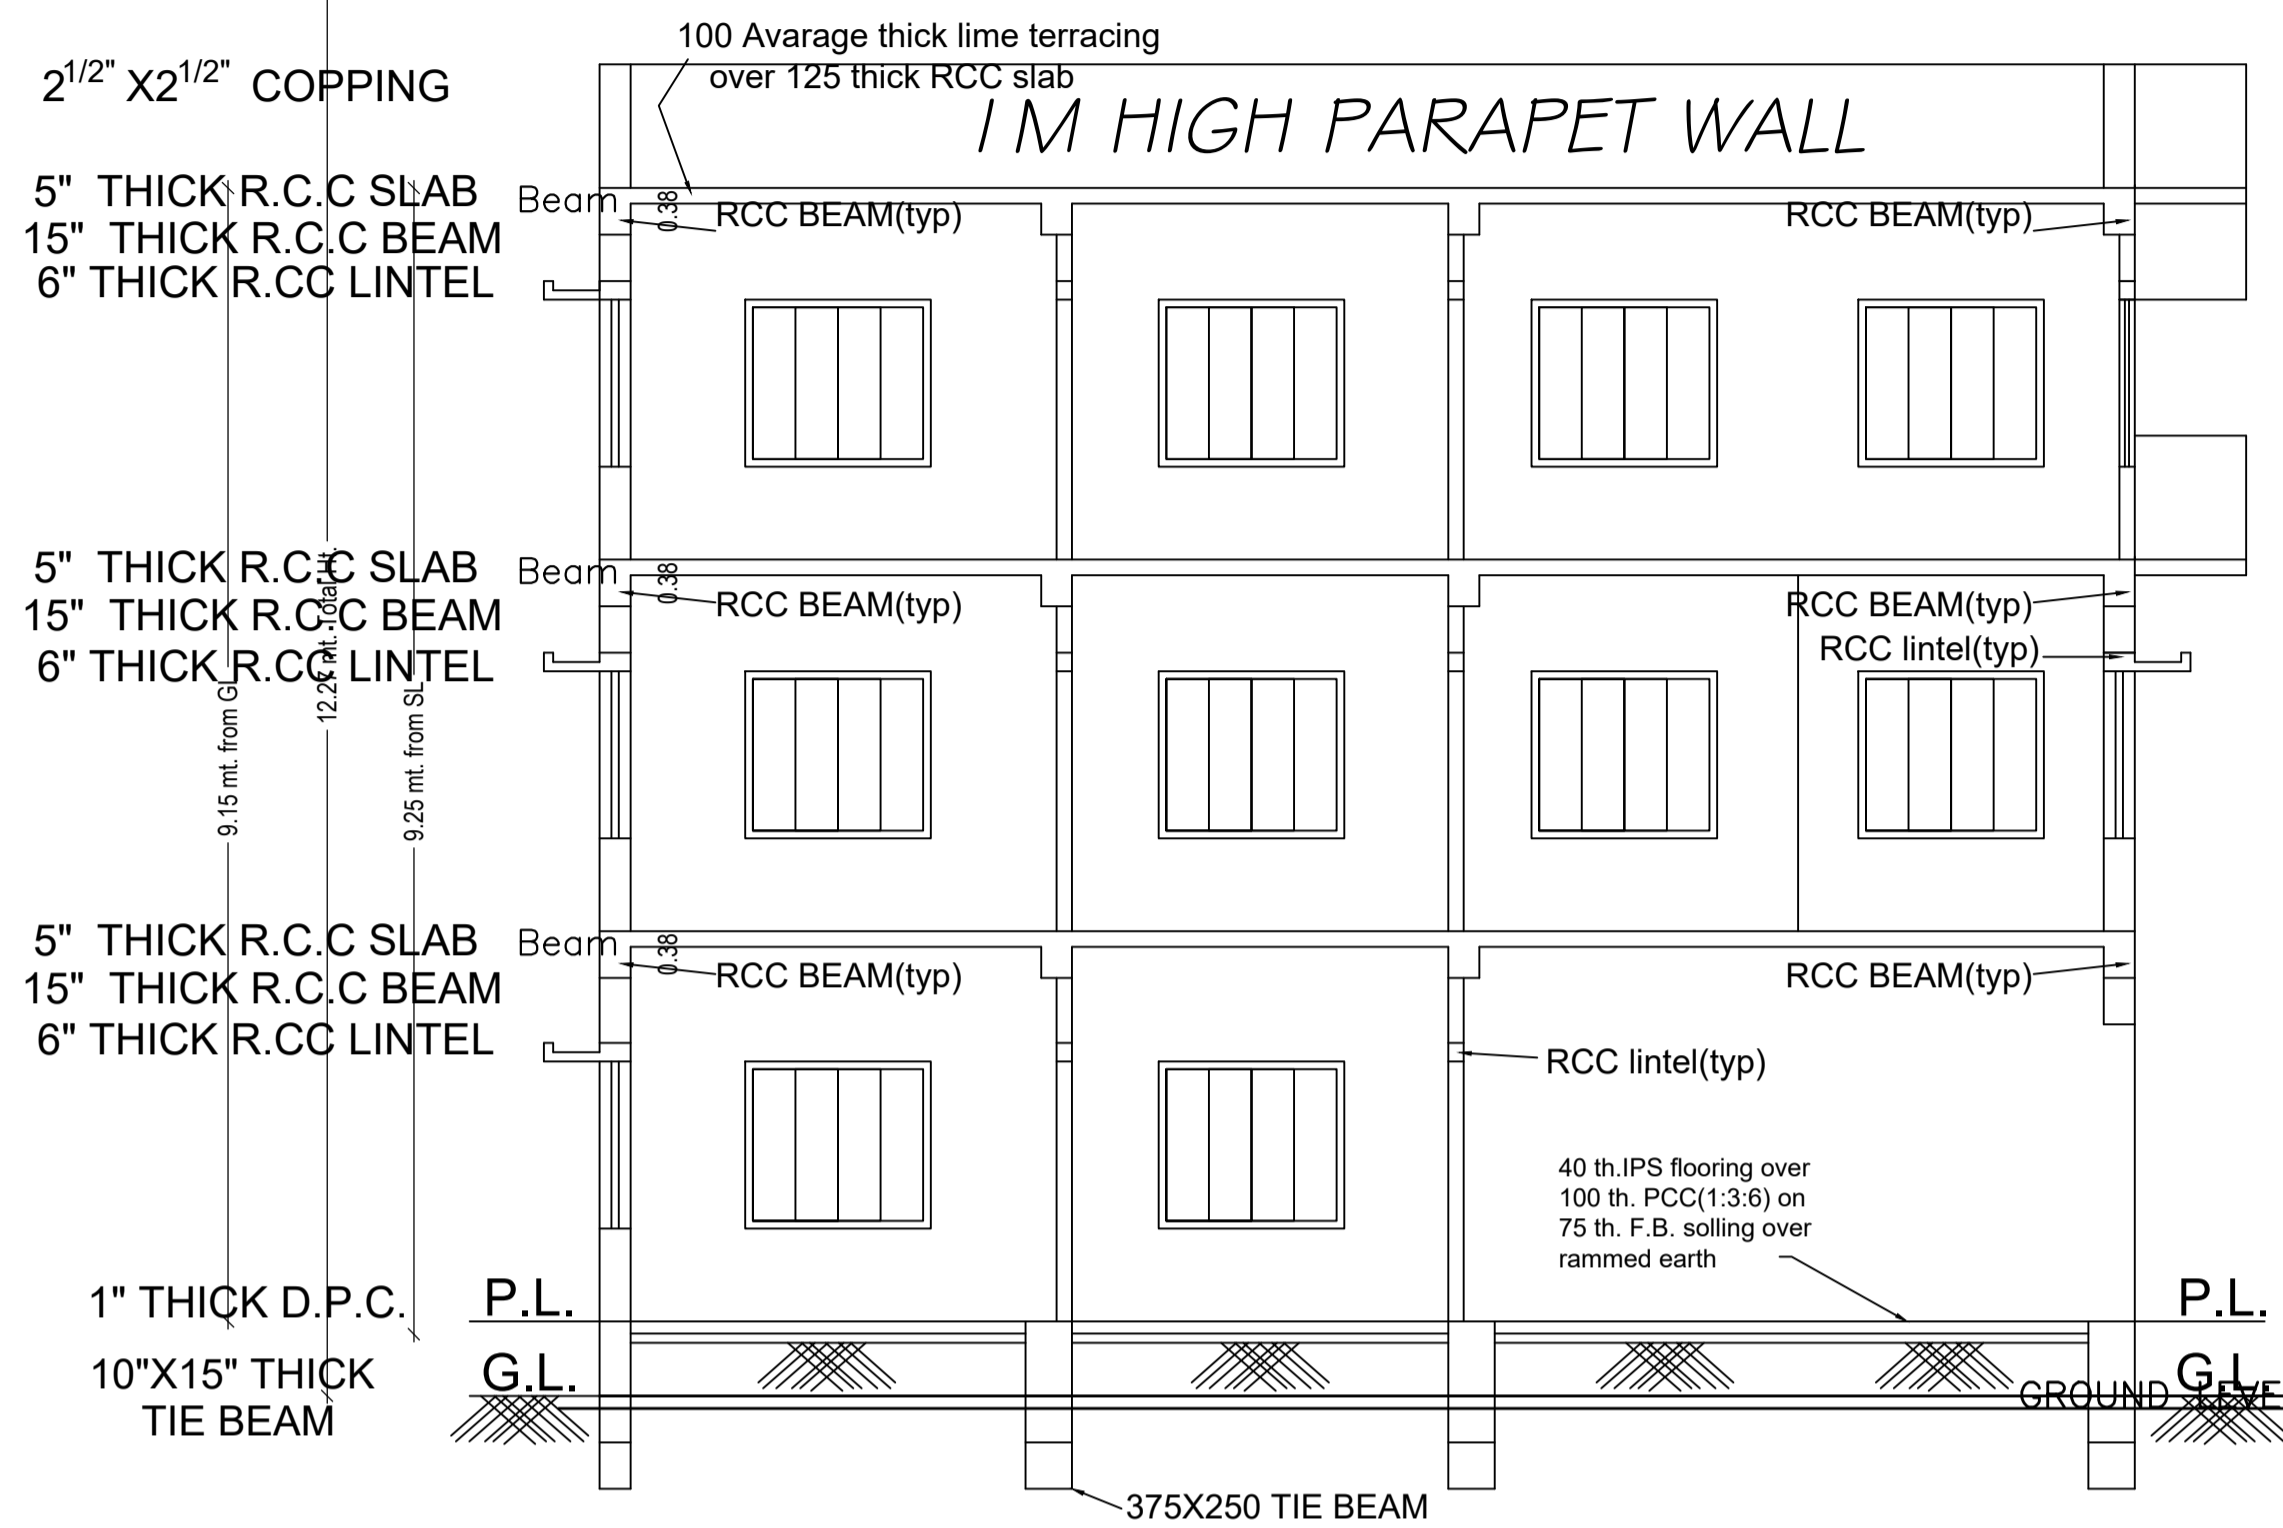 100 Avarage thick lime terracing
over 125 thick RCC slab
2 1/2" X2 1/2" COPPING
1 M HIGH PARAPET WALL
5" THICK R.C.C SLAB
15" THICK R.C.C BEAM
6" THICK R.CC LINTEL
Beam
0.38
RCC BEAM(typ)
RCC BEAM(typ)
5" THICK R.C.C SLAB
15" THICK R.C.C BEAM
6" THICK R.CC LINTEL
Beam
0.38
RCC BEAM(typ)
RCC BEAM(typ)
RCC lintel(typ)
9.15 mt. from GL
12.27 mt. Total Ht.
9.25 mt. from SL
5" THICK R.C.C SLAB
15" THICK R.C.C BEAM
6" THICK R.CC LINTEL
Beam
0.38
RCC BEAM(typ)
RCC BEAM(typ)
RCC lintel(typ)
40 th.IPS flooring over
100 th. PCC(1:3:6) on
75 th. F.B. solling over
rammed earth
1" THICK D.P.C.
P.L.
P.L.
10"X15" THICK
TIE BEAM
G.L.
G.L.
GROUND LEVE
375X250 TIE BEAM